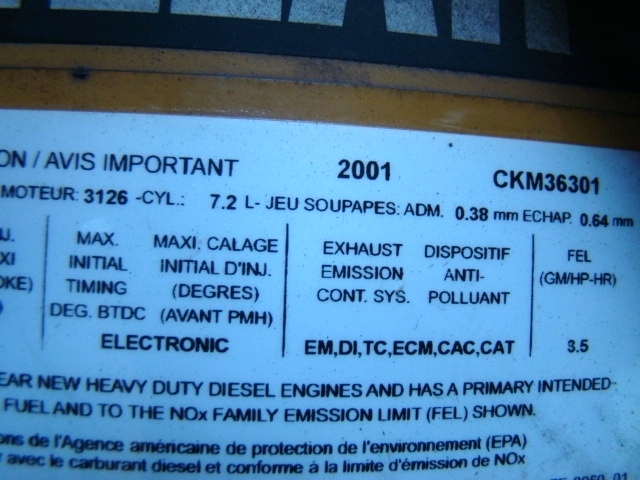 ON / AVIS IMPORTANT 2001 CKM36301
MOTEUR: 3126 -CYL.: 7.2 L- JEU SOUPAPES: ADM. 0.38 mm ECHAP. 0.64 mm
MAX. MAXI. CALAGE EXHAUST DISPOSITIF FEL
INITIAL INITIAL D'INJ. EMISSION ANTI- (GM/HP-HR)
TIMING (DEGRES) CONT. SYS. POLLUANT
DEG. BTDC (AVANT PMH)
ELECTRONIC EM,DI,TC,ECM,CAC,CAT 3.5
EAR NEW HEAVY DUTY DIESEL ENGINES AND HAS A PRIMARY INTENDED
FUEL AND TO THE NOx FAMILY EMISSION LIMIT (FEL) SHOWN.
ons de l'Agence américaine de protection de l'environnement (EPA)
avec le carburant diesel et conforme à la limite d'émission de NOx